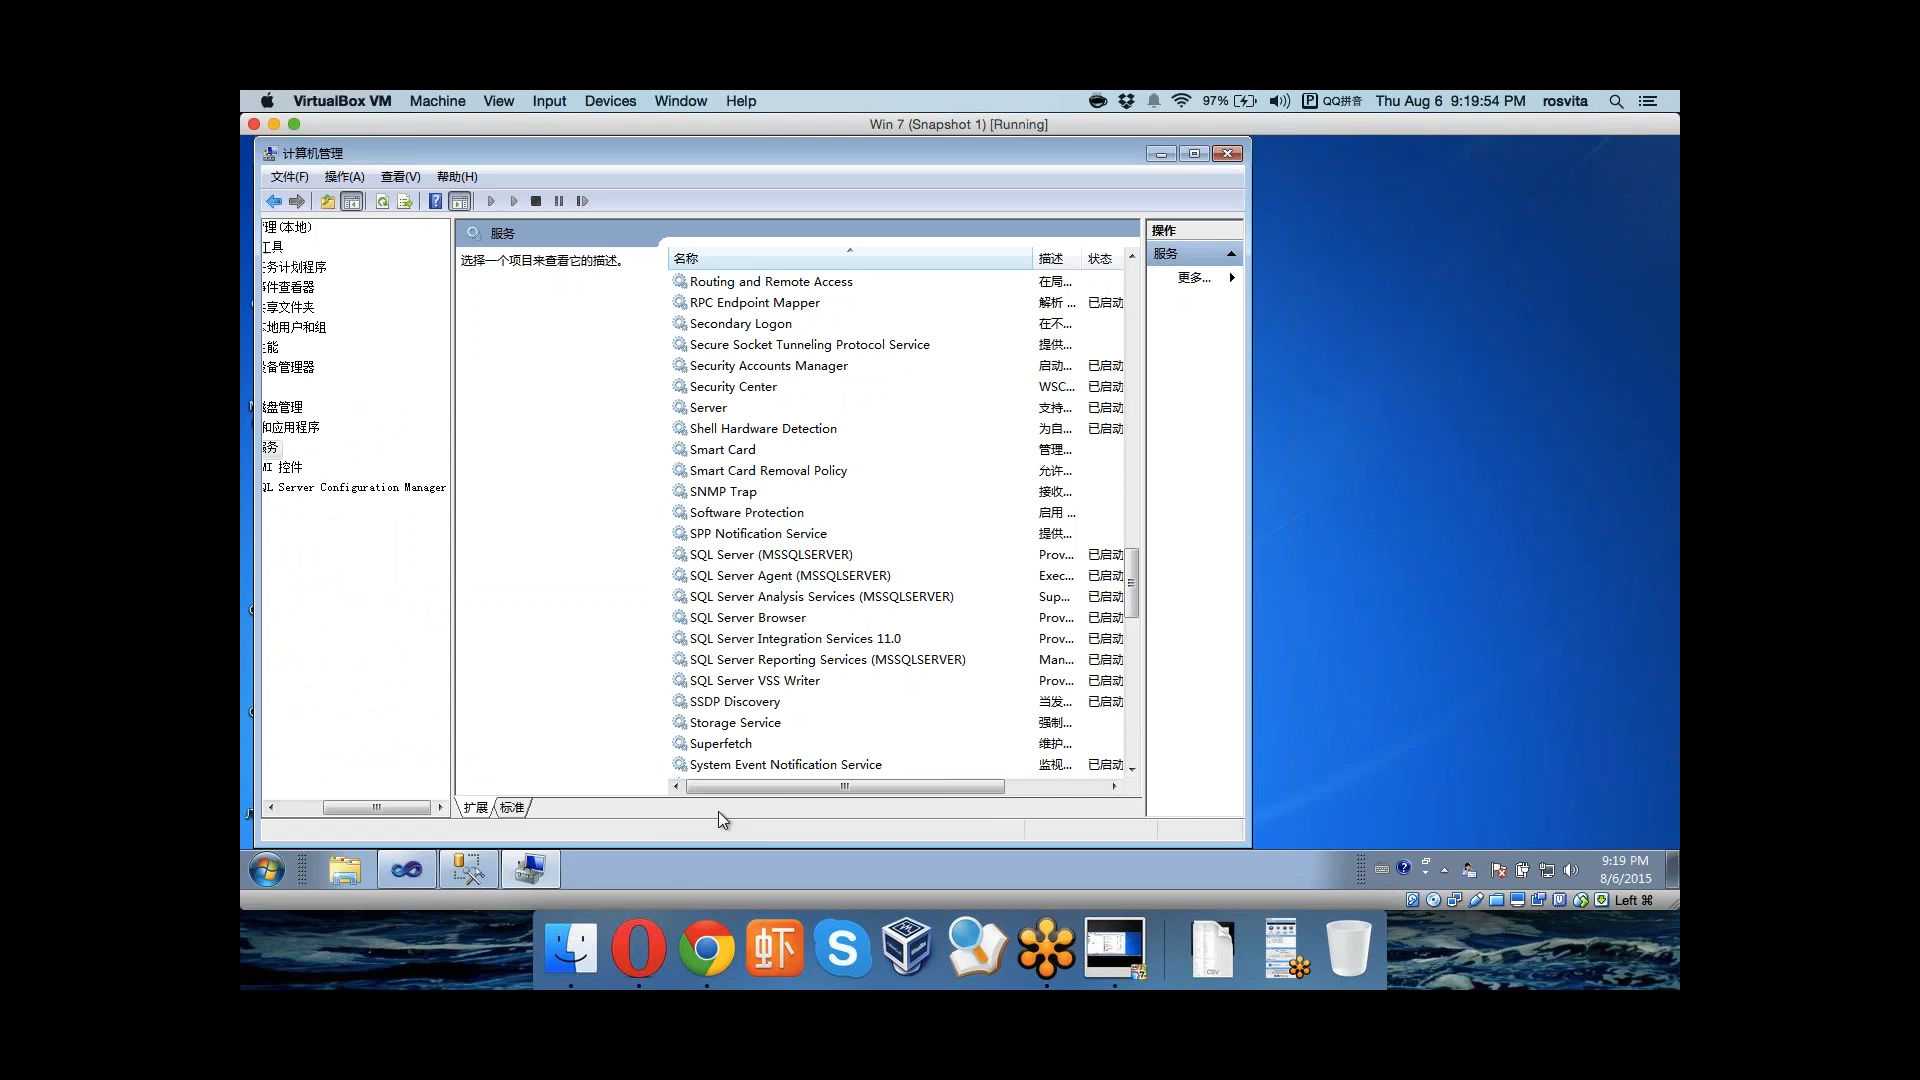 VirtualBox VM Machine View Input Devices Window Help 97% QQ拼音 Thu Aug 6 9:19:54 PM rosvita
Win 7 (Snapshot 1) [Running]
计算机管理
文件(F) 操作(A) 查看(V) 帮助(H)
理(本地)
工具
务计划程序
件查看器
享文件夹
地用户和组
能
备管理器
盘管理
和应用程序
务
MI 控件
QL Server Configuration Manager
服务
选择一个项目来查看它的描述。
名称 描述 状态
Routing and Remote Access 在局...
RPC Endpoint Mapper 解析 ... 已启动
Secondary Logon 在不...
Secure Socket Tunneling Protocol Service 提供...
Security Accounts Manager 启动... 已启动
Security Center WSC... 已启动
Server 支持... 已启动
Shell Hardware Detection 为自... 已启动
Smart Card 管理...
Smart Card Removal Policy 允许...
SNMP Trap 接收...
Software Protection 启用 ...
SPP Notification Service 提供...
SQL Server (MSSQLSERVER) Prov... 已启动
SQL Server Agent (MSSQLSERVER) Exec... 已启动
SQL Server Analysis Services (MSSQLSERVER) Sup... 已启动
SQL Server Browser Prov... 已启动
SQL Server Integration Services 11.0 Prov... 已启动
SQL Server Reporting Services (MSSQLSERVER) Man... 已启动
SQL Server VSS Writer Prov... 已启动
SSDP Discovery 当发... 已启动
Storage Service 强制...
Superfetch 维护...
System Event Notification Service 监视... 已启动
操作
服务
更多...
扩展 标准
9:19 PM
8/6/2015
Left ⌘
虾
CSV